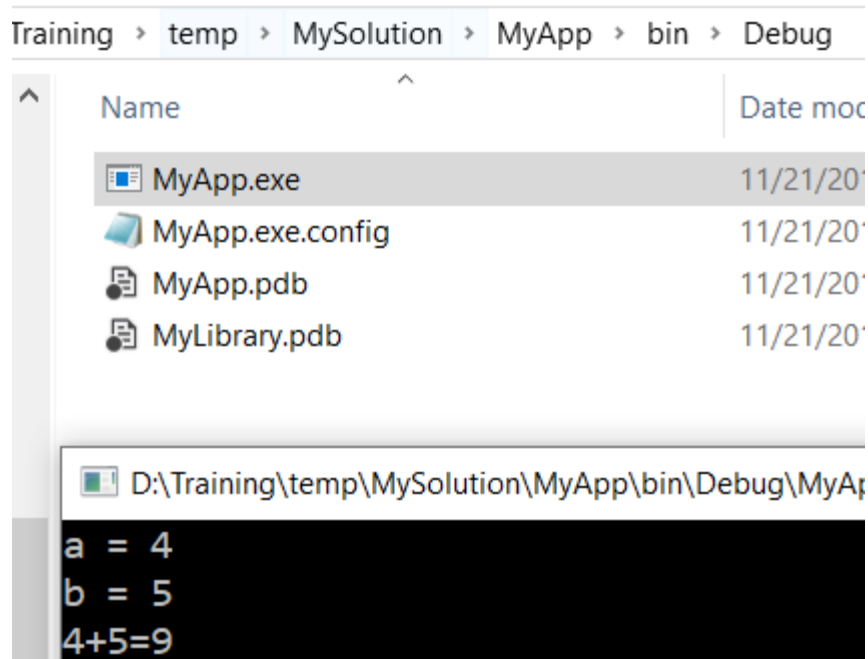 Training > temp > MySolution > MyApp > bin > Debug
Name Date mod
MyApp.exe 11/21/201
MyApp.exe.config 11/21/201
MyApp.pdb 11/21/201
MyLibrary.pdb 11/21/201
D:\Training\temp\MySolution\MyApp\bin\Debug\MyAp
a = 4
b = 5
4+5=9